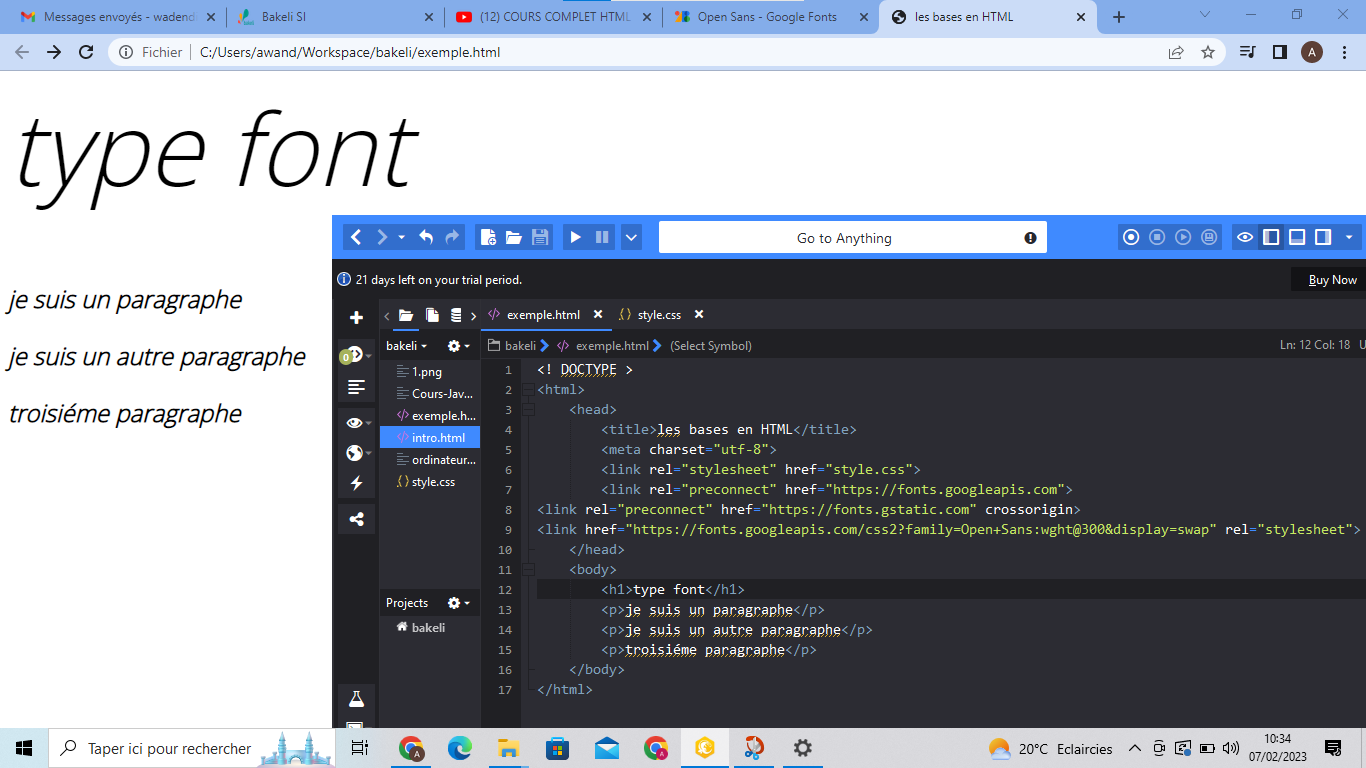 Messages envoyés - wadend
Bakeli SI
(12) COURS COMPLET HTML
Open Sans - Google Fonts
les bases en HTML
Fichier
C:/Users/awand/Workspace/bakeli/exemple.html
A
type font
je suis un paragraphe
je suis un autre paragraphe
troisiéme paragraphe
Go to Anything
21 days left on your trial period.
Buy Now
exemple.html
style.css
bakeli
bakeli
exemple.html
(Select Symbol)
Ln: 12 Col: 18
U
0
1.png
Cours-Jav...
exemple.h...
intro.html
ordinateur...
style.css
Projects
bakeli
1 <! DOCTYPE >
2 <html>
3 <head>
4 <title>les bases en HTML</title>
5 <meta charset="utf-8">
6 <link rel="stylesheet" href="style.css">
7 <link rel="preconnect" href="https://fonts.googleapis.com">
8 <link rel="preconnect" href="https://fonts.gstatic.com" crossorigin>
9 <link href="https://fonts.googleapis.com/css2?family=Open+Sans:wght@300&display=swap" rel="stylesheet">
10 </head>
11 <body>
12 <h1>type font</h1>
13 <p>je suis un paragraphe</p>
14 <p>je suis un autre paragraphe</p>
15 <p>troisiéme paragraphe</p>
16 </body>
17 </html>
Taper ici pour rechercher
20°C Eclaircies
10:34
07/02/2023